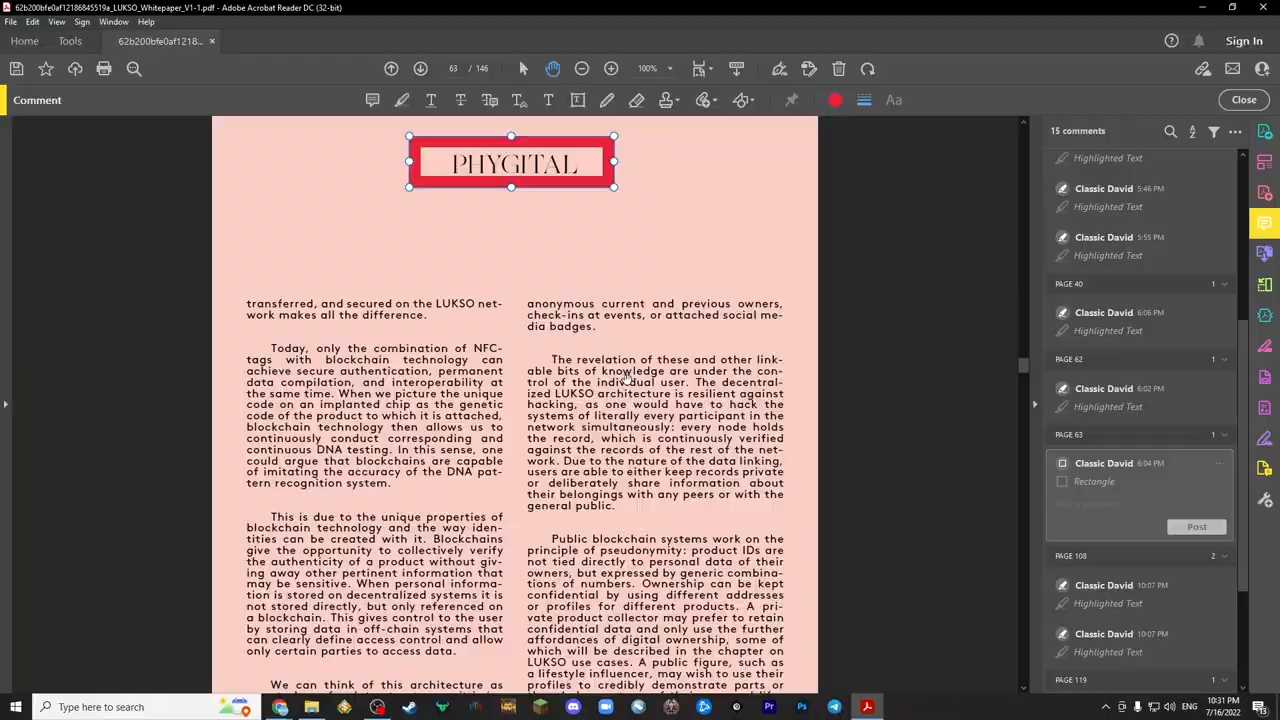 62b200bfe0af12186845519a_LUKSO_Whitepaper_V1-1.pdf - Adobe Acrobat Reader DC (32-bit)
File Edit View Sign Window Help
Home Tools 62b200bfe0af1218... × Sign In
63 / 146 100%
Comment Aa Close
PHYGITAL
transferred, and secured on the LUKSO net-
work makes all the difference.
Today, only the combination of NFC-
tags with blockchain technology can
achieve secure authentication, permanent
data compilation, and interoperability at
the same time. When we picture the unique
code on an implanted chip as the genetic
code of the product to which it is attached,
blockchain technology then allows us to
continuously conduct corresponding and
continuous DNA testing. In this sense, one
could argue that blockchains are capable
of imitating the accuracy of the DNA pat-
tern recognition system.
This is due to the unique properties of
blockchain technology and the way iden-
tities can be created with it. Blockchains
give the opportunity to collectively verify
the authenticity of a product without giv-
ing away other pertinent information that
may be sensitive. When personal informa-
tion is stored on decentralized systems it is
not stored directly, but only referenced on
a blockchain. This gives control to the user
by storing data in off-chain systems that
can clearly define access control and allow
only certain parties to access data.
We can think of this architecture as
anonymous current and previous owners,
check-ins at events, or attached social me-
dia badges.
The revelation of these and other link-
able bits of knowledge are under the con-
trol of the individual user. The decentral-
ized LUKSO architecture is resilient against
hacking, as one would have to hack the
systems of literally every participant in the
network simultaneously: every node holds
the record, which is continuously verified
against the records of the rest of the net-
work. Due to the nature of the data linking,
users are able to either keep records private
or deliberately share information about
their belongings with any peers or with the
general public.
Public blockchain systems work on the
principle of pseudonymity: product IDs are
not tied directly to personal data of their
owners, but expressed by generic combina-
tions of numbers. Ownership can be kept
confidential by using different addresses
or profiles for different products. A pri-
vate product collector may prefer to retain
confidential data and only use the further
affordances of digital ownership, some of
which will be described in the chapter on
LUKSO use cases. A public figure, such as
a lifestyle influencer, may wish to use their
profiles to credibly demonstrate parts or
15 comments
Highlighted Text
Classic David 5:46 PM
Highlighted Text
Classic David 5:55 PM
Highlighted Text
PAGE 40 1
Classic David 6:06 PM
Highlighted Text
PAGE 62 1
Classic David 6:02 PM
Highlighted Text
PAGE 63 1
Classic David 6:04 PM
Rectangle
Post
PAGE 108 2
Classic David 10:07 PM
Highlighted Text
Classic David 10:07 PM
Highlighted Text
PAGE 119 1
Type here to search
10:31 PM
7/16/2022